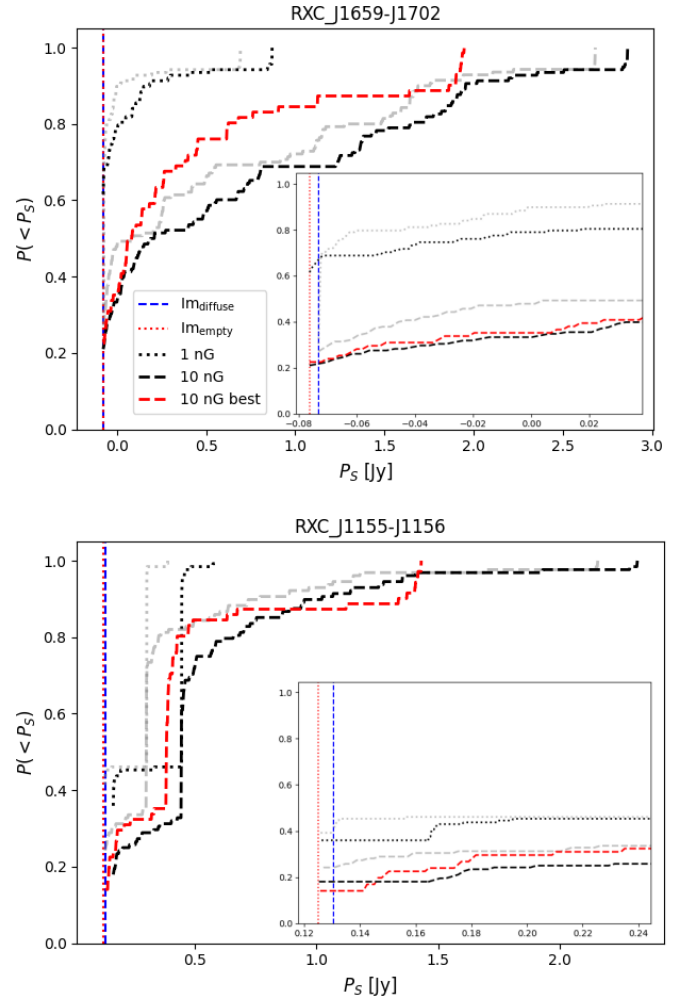 RXC_J1659-J1702
P(< P_S)
1.0
0.8
0.6
0.4
0.2
0.0
Im_diffuse
Im_empty
1 nG
10 nG
10 nG best
1.0
0.8
0.6
0.4
0.2
0.0
−0.08 −0.06 −0.04 −0.02 0.00 0.02
0.0 0.5 1.0 1.5 2.0 2.5 3.0
P_S [Jy]
RXC_J1155-J1156
P(< P_S)
1.0
0.8
0.6
0.4
0.2
0.0
1.0
0.8
0.6
0.4
0.2
0.0
0.12 0.14 0.16 0.18 0.20 0.22 0.24
0.5 1.0 1.5 2.0
P_S [Jy]